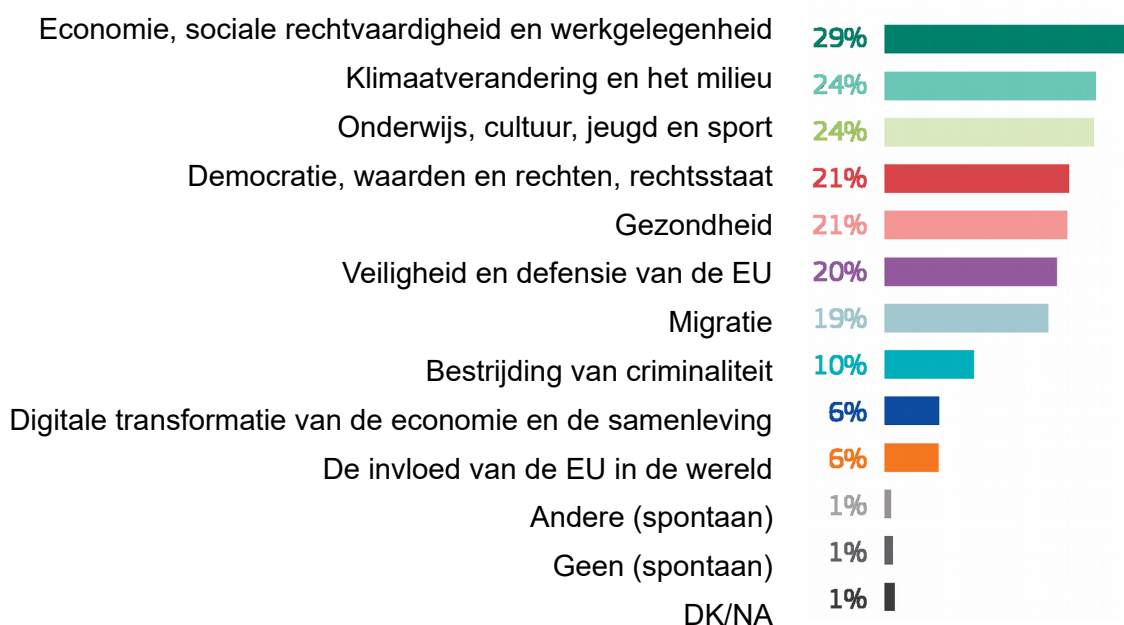 Economie, sociale rechtvaardigheid en werkgelegenheid 29%
Klimaatverandering en het milieu 24%
Onderwijs, cultuur, jeugd en sport 24%
Democratie, waarden en rechten, rechtsstaat 21%
Gezondheid 21%
Veiligheid en defensie van de EU 20%
Migratie 19%
Bestrijding van criminaliteit 10%
Digitale transformatie van de economie en de samenleving 6%
De invloed van de EU in de wereld 6%
Andere (spontaan) 1%
Geen (spontaan) 1%
DK/NA 1%